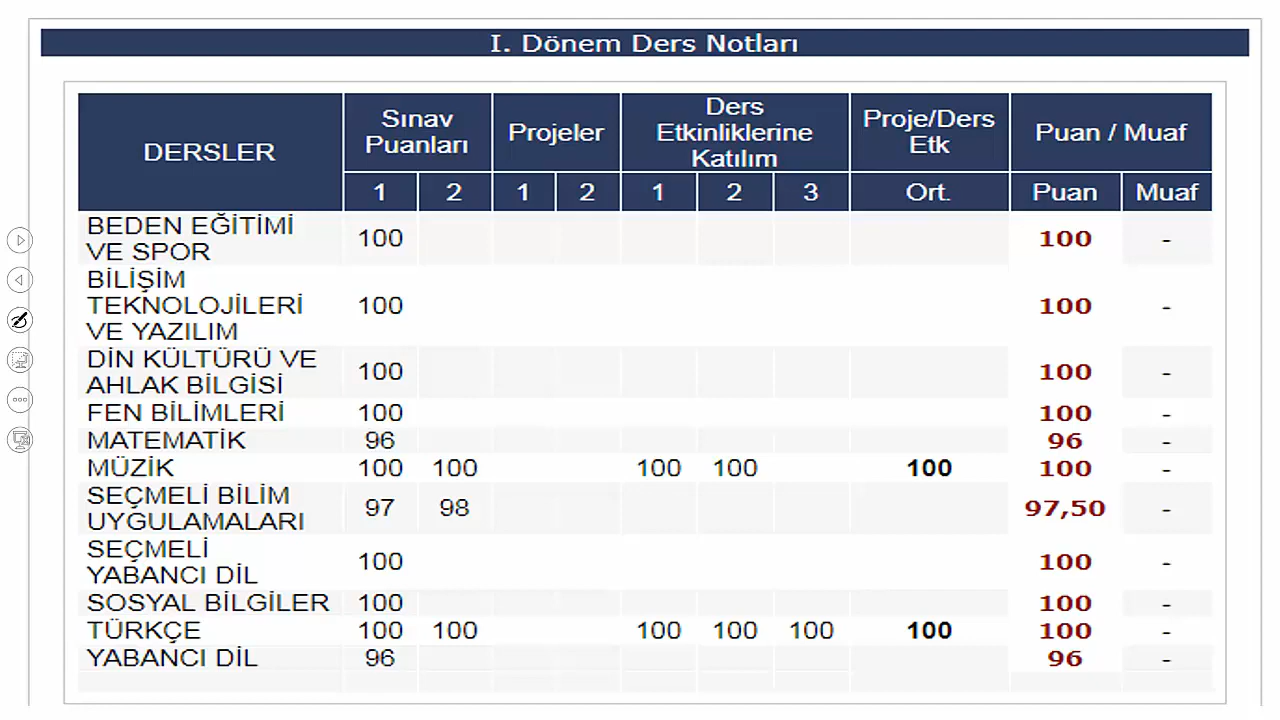 I. Dönem Ders Notları
DERSLER
Sınav
Puanları
Projeler
Ders
Etkinliklerine
Katılım
Proje/Ders
Etk
Puan / Muaf
1 2 1 2 1 2 3 Ort. Puan Muaf
BEDEN EĞİTİMİ
VE SPOR
100 100 -
BİLİŞİM
TEKNOLOJİLERİ
VE YAZILIM
100 100 -
DİN KÜLTÜRÜ VE
AHLAK BİLGİSİ
100 100 -
FEN BİLİMLERİ 100 100 -
MATEMATİK 96 96 -
MÜZİK 100 100 100 100 100 100 -
SEÇMELİ BİLİM
UYGULAMALARI
97 98 97,50 -
SEÇMELİ
YABANCI DİL
100 100 -
SOSYAL BİLGİLER 100 100 -
TÜRKÇE 100 100 100 100 100 100 100 -
YABANCI DİL 96 96 -